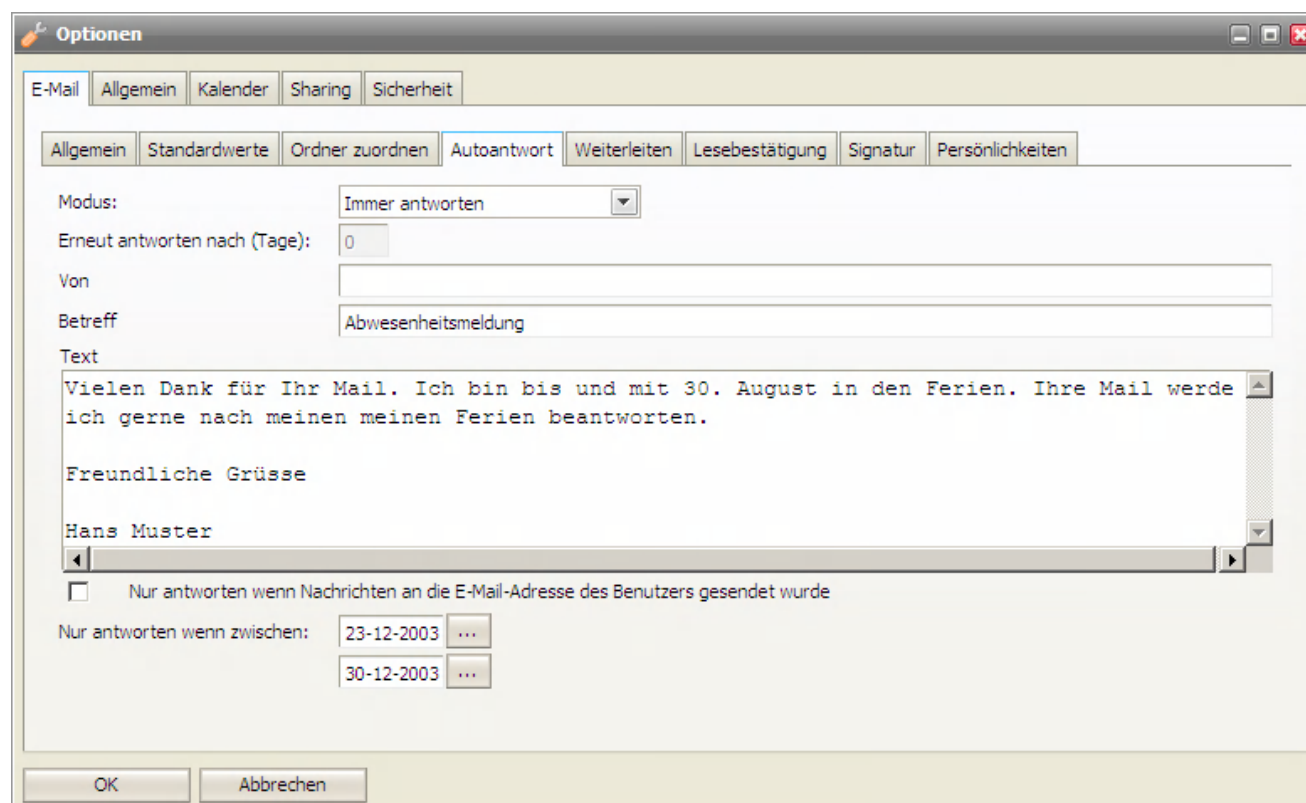 Optionen
E-Mail Allgemein Kalender Sharing Sicherheit
Allgemein Standardwerte Ordner zuordnen Autoantwort Weiterleiten Lesebestätigung Signatur Persönlichkeiten
Modus: Immer antworten
Erneut antworten nach (Tage): 0
Von
Betreff Abwesenheitsmeldung
Text
Vielen Dank für Ihr Mail. Ich bin bis und mit 30. August in den Ferien. Ihre Mail werde
ich gerne nach meinen meinen Ferien beantworten.
Freundliche Grüsse
Hans Muster
Nur antworten wenn Nachrichten an die E-Mail-Adresse des Benutzers gesendet wurde
Nur antworten wenn zwischen: 23-12-2003 ...
30-12-2003 ...
OK Abbrechen